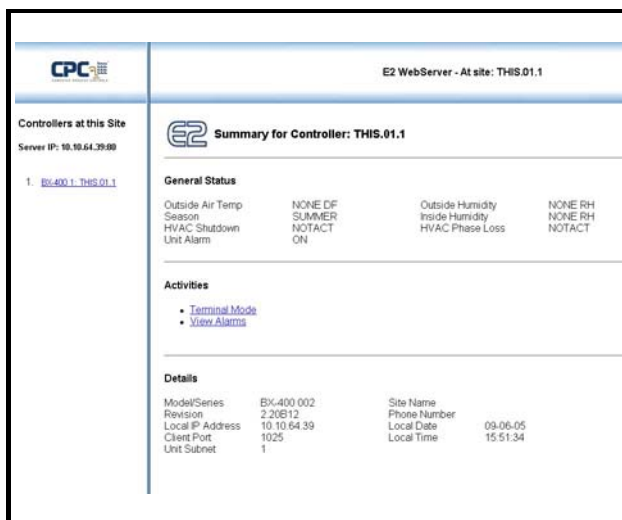 CPC
E2 WebServer - At site: THIS.01.1
Controllers at this Site
Server IP: 10.10.64.39:80
1. BX-400 1: THIS.01.1
E2 Summary for Controller: THIS.01.1
General Status
Outside Air Temp NONE DF Outside Humidity NONE RH
Season SUMMER Inside Humidity NONE RH
HVAC Shutdown NOTACT HVAC Phase Loss NOTACT
Unit Alarm ON
Activities
• Terminal Mode
• View Alarms
Details
Model/Series BX-400 002 Site Name
Revision 2.20B12 Phone Number
Local IP Address 10.10.64.39 Local Date 09-06-05
Client Port 1025 Local Time 15:51:34
Unit Subnet 1